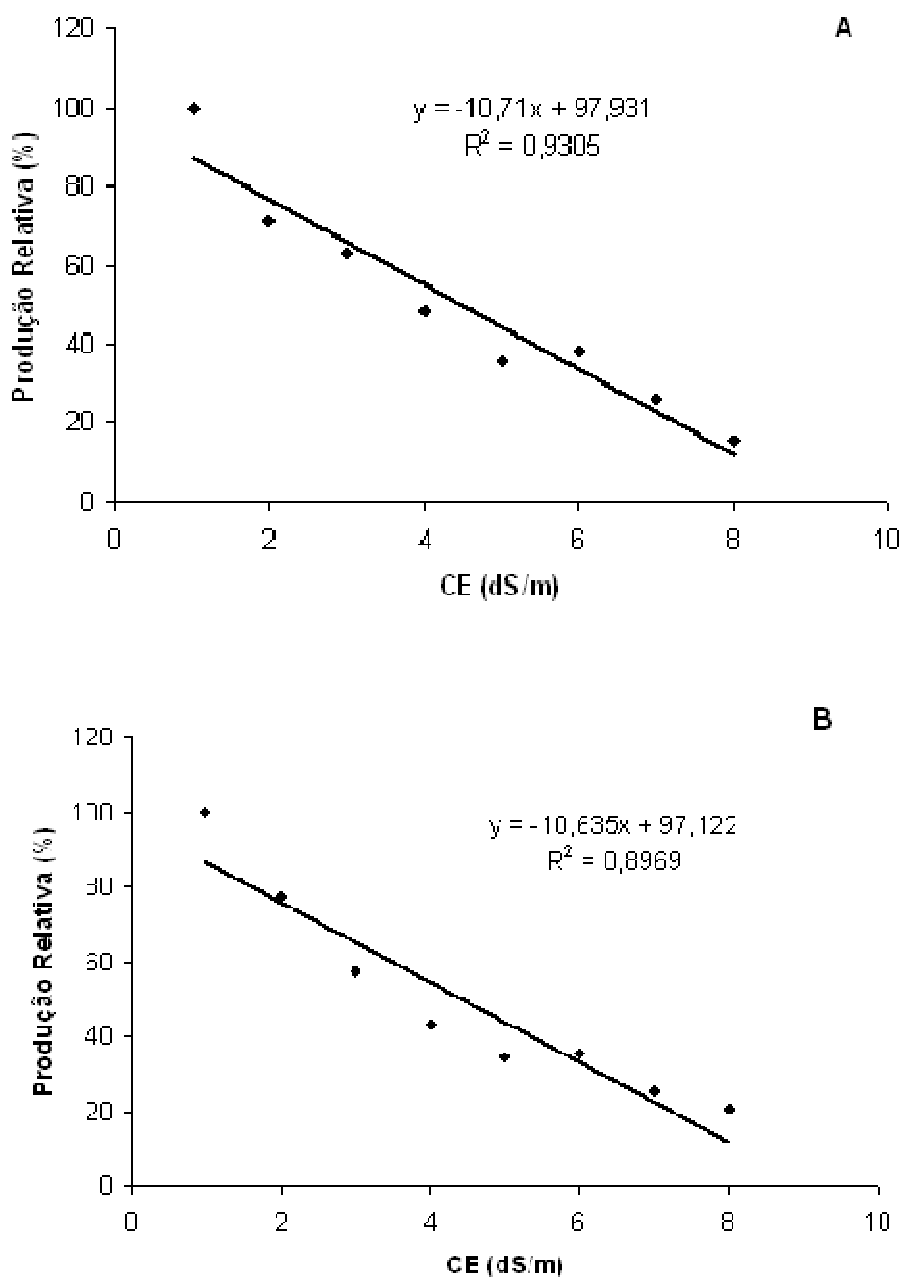 A
120
100
80
60
40
20
0
Produção Relativa (%)
y = -10,71x + 97,931
R² = 0,9305
0 2 4 6 8 10
CE (dS/m)
B
120
100
80
60
40
20
0
Produção Relativa (%)
y = -10,635x + 97,122
R² = 0,8969
0 2 4 6 8 10
CE (dS/m)